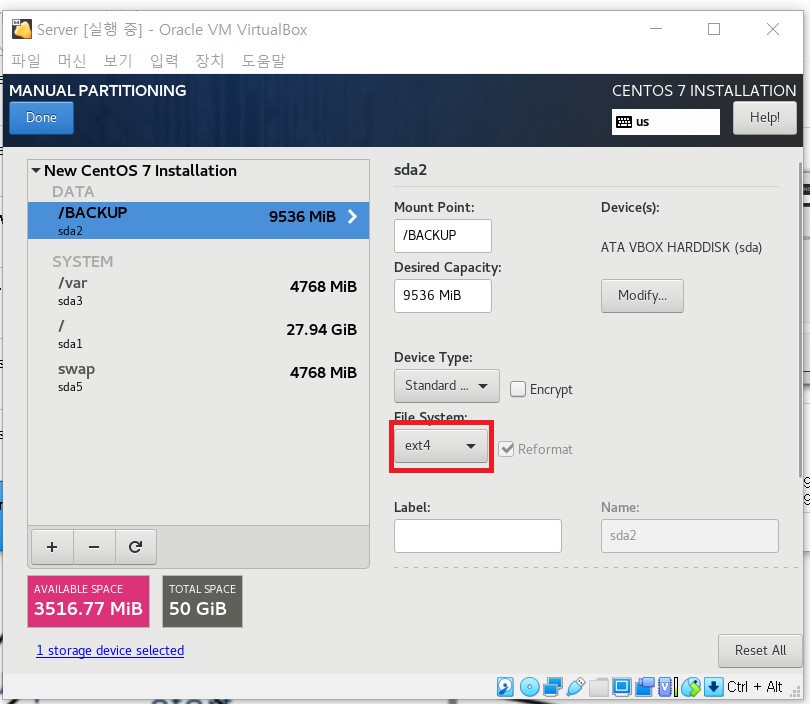 Server [실행 중] - Oracle VM VirtualBox
파일 머신 보기 입력 장치 도움말
MANUAL PARTITIONING
CENTOS 7 INSTALLATION
Done
us
Help!
New CentOS 7 Installation
DATA
/BACKUP 9536 MiB
sda2
SYSTEM
/var 4768 MiB
sda3
/ 27.94 GiB
sda1
swap 4768 MiB
sda5
AVAILABLE SPACE
3516.77 MiB
TOTAL SPACE
50 GiB
1 storage device selected
sda2
Mount Point:
/BACKUP
Device(s):
ATA VBOX HARDDISK (sda)
Desired Capacity:
9536 MiB
Modify...
Device Type:
Standard ...
Encrypt
File System:
ext4
Reformat
Label:
Name:
sda2
Reset All
Ctrl + Alt